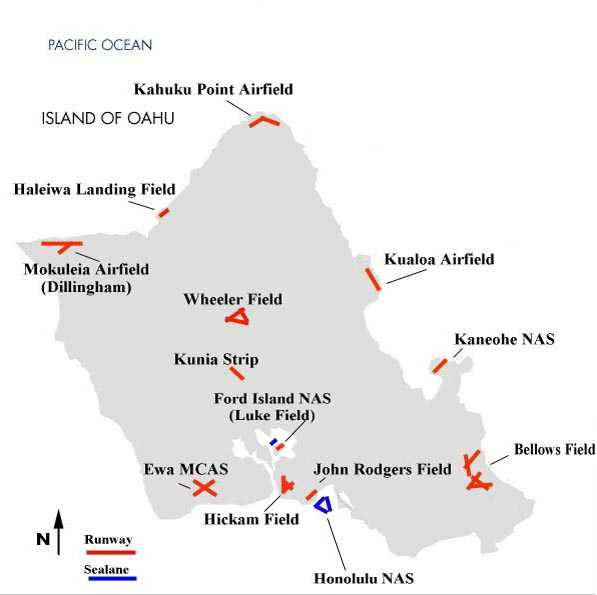 PACIFIC OCEAN
Kahuku Point Airfield
ISLAND OF OAHU
Haleiwa Landing Field
Mokuleia Airfield
(Dillingham)
Kualoa Airfield
Wheeler Field
Kaneohe NAS
Kunia Strip
Ford Island NAS
(Luke Field)
Bellows Field
Ewa MCAS
John Rodgers Field
Hickam Field
Honolulu NAS
N
Runway
Sealane